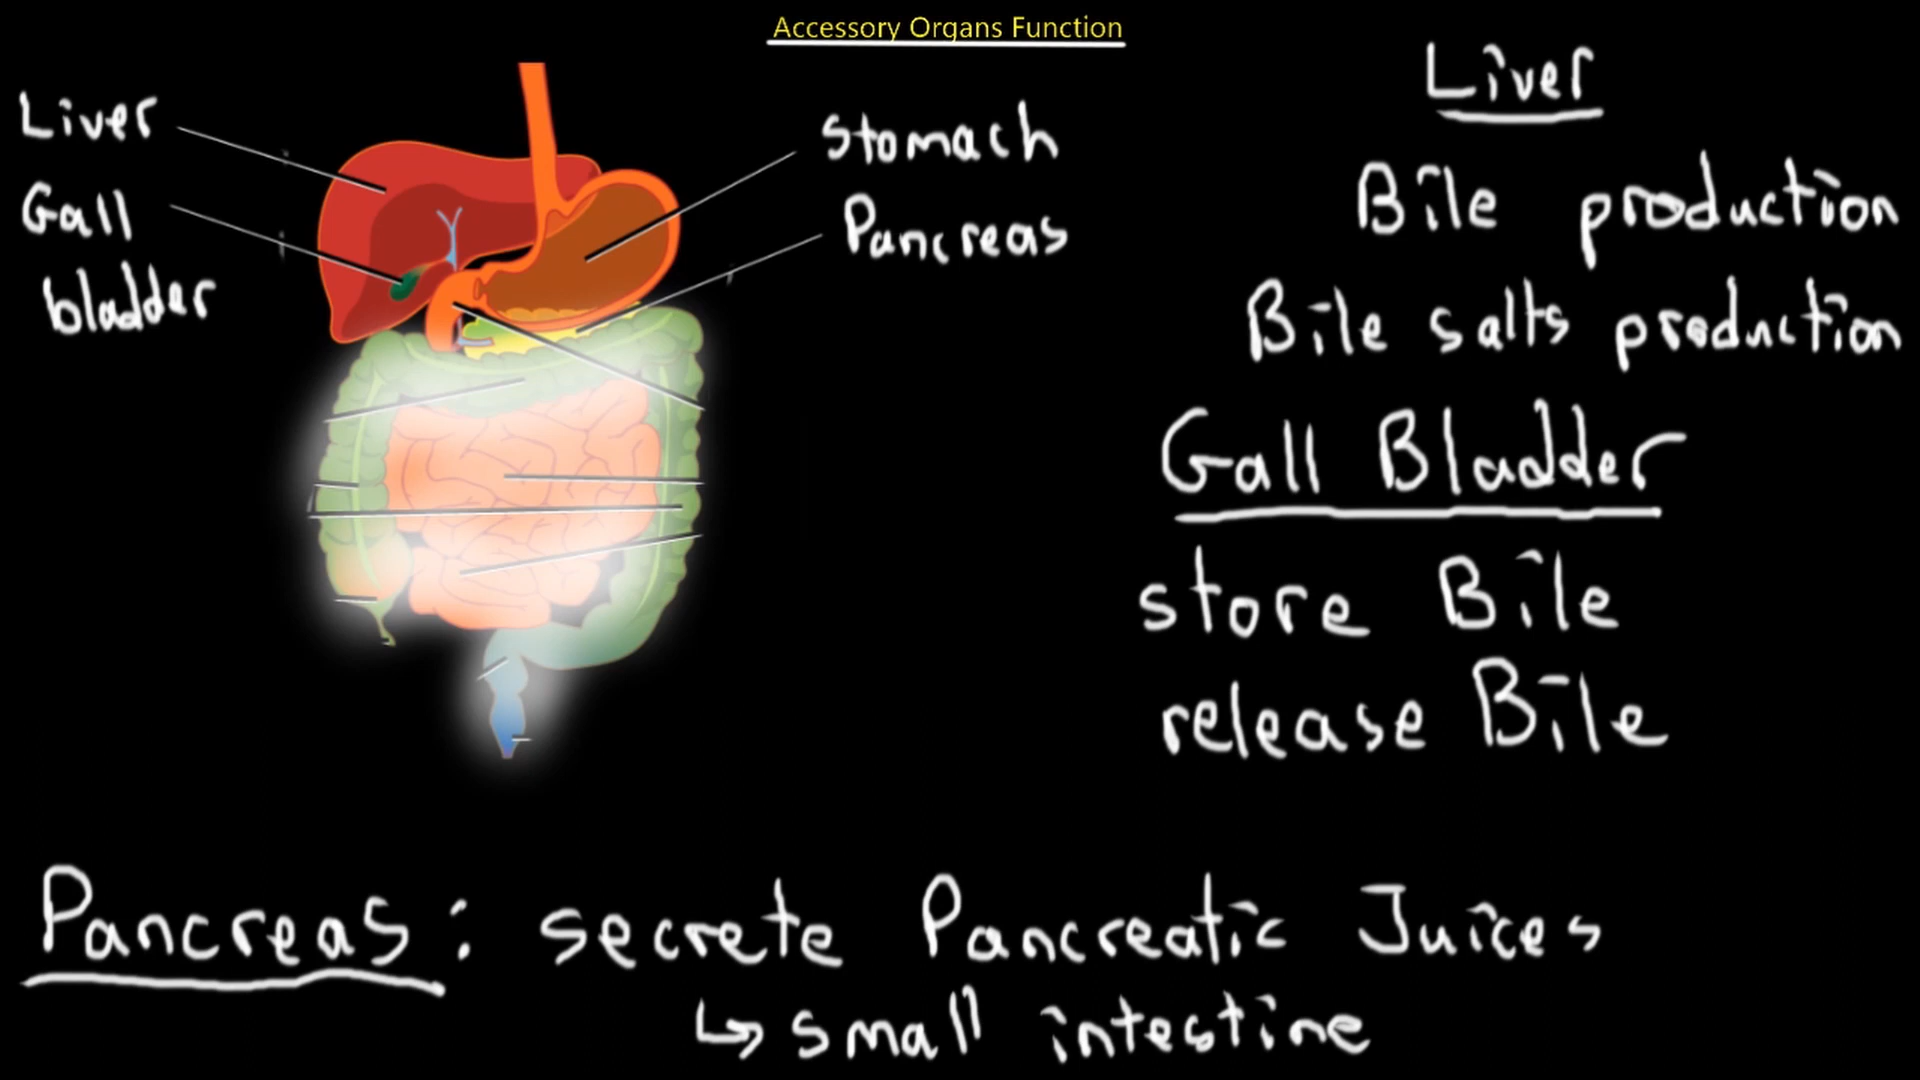 Accessory Organs Function
Liver
Gall
bladder
Stomach
Pancreas
Liver
Bile production
Bile salts production
Gall Bladder
store Bile
release Bile
Pancreas: secrete Pancreatic Juices
↳ small intestine